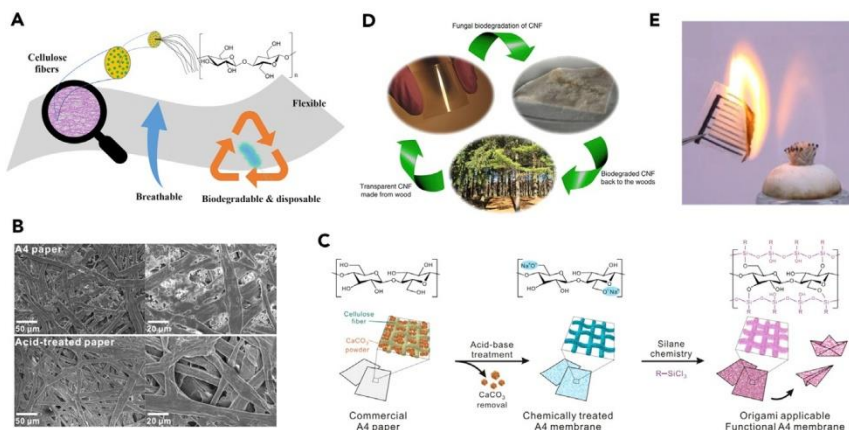 A
Cellulose
fibers
HO
OH
O
n
Flexible
Breathable
Biodegradable & disposable
B
A4 paper
50 μm
20 μm
Acid-treated paper
50 μm
20 μm
D
Fungal biodegradation of CNF
Transparent CNF
made from wood
Biodegraded CNF
back to the woods
E
C
Cellulose
fiber
CaCO₃
powder
Commercial
A4 paper
Acid-base
treatment
CaCO₃
removal
Chemically treated
A4 membrane
Silane
chemistry
R-SiCl₃
Origami applicable
Functional A4 membrane